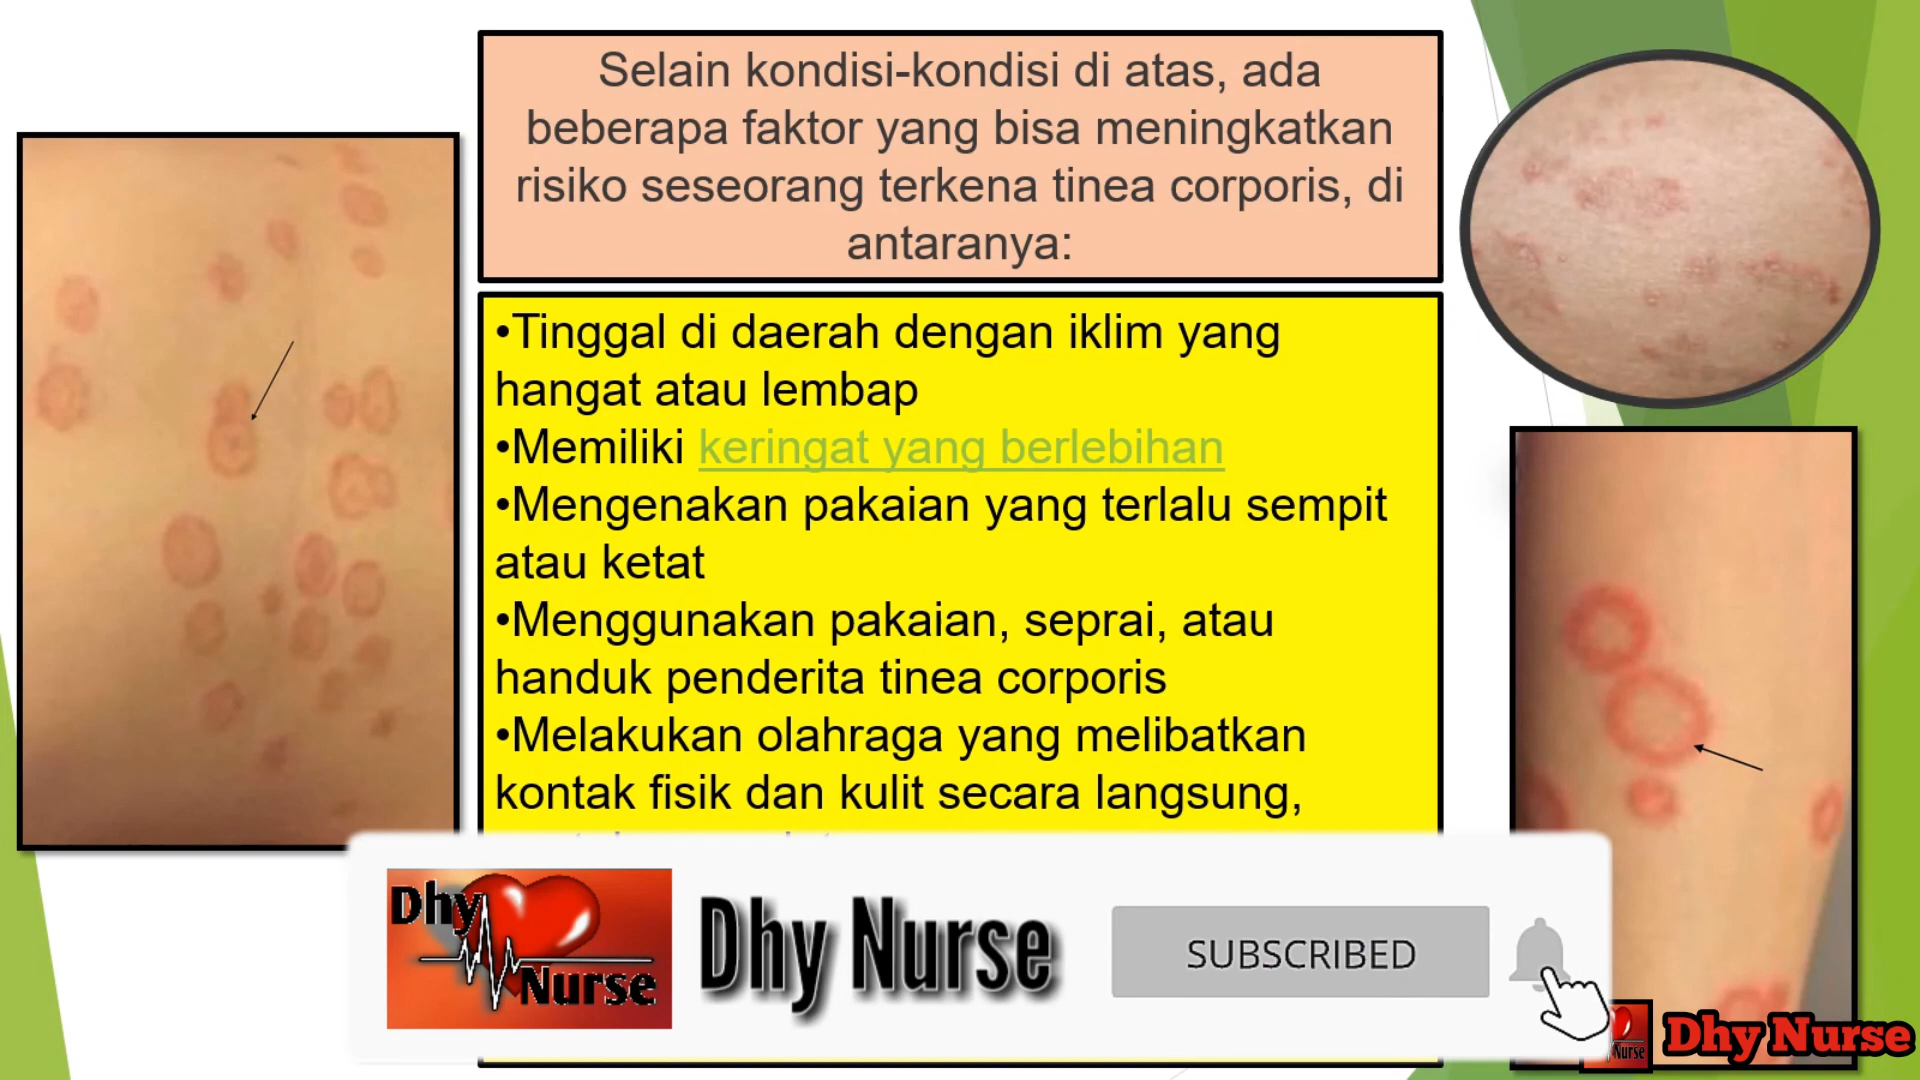 Selain kondisi-kondisi di atas, ada
beberapa faktor yang bisa meningkatkan
risiko seseorang terkena tinea corporis, di
antaranya:
•Tinggal di daerah dengan iklim yang
hangat atau lembap
•Memiliki keringat yang berlebihan
•Mengenakan pakaian yang terlalu sempit
atau ketat
•Menggunakan pakaian, seprai, atau
handuk penderita tinea corporis
•Melakukan olahraga yang melibatkan
kontak fisik dan kulit secara langsung,
Dhy
Nurse
Dhy Nurse
SUBSCRIBED
Nurse
Dhy Nurse